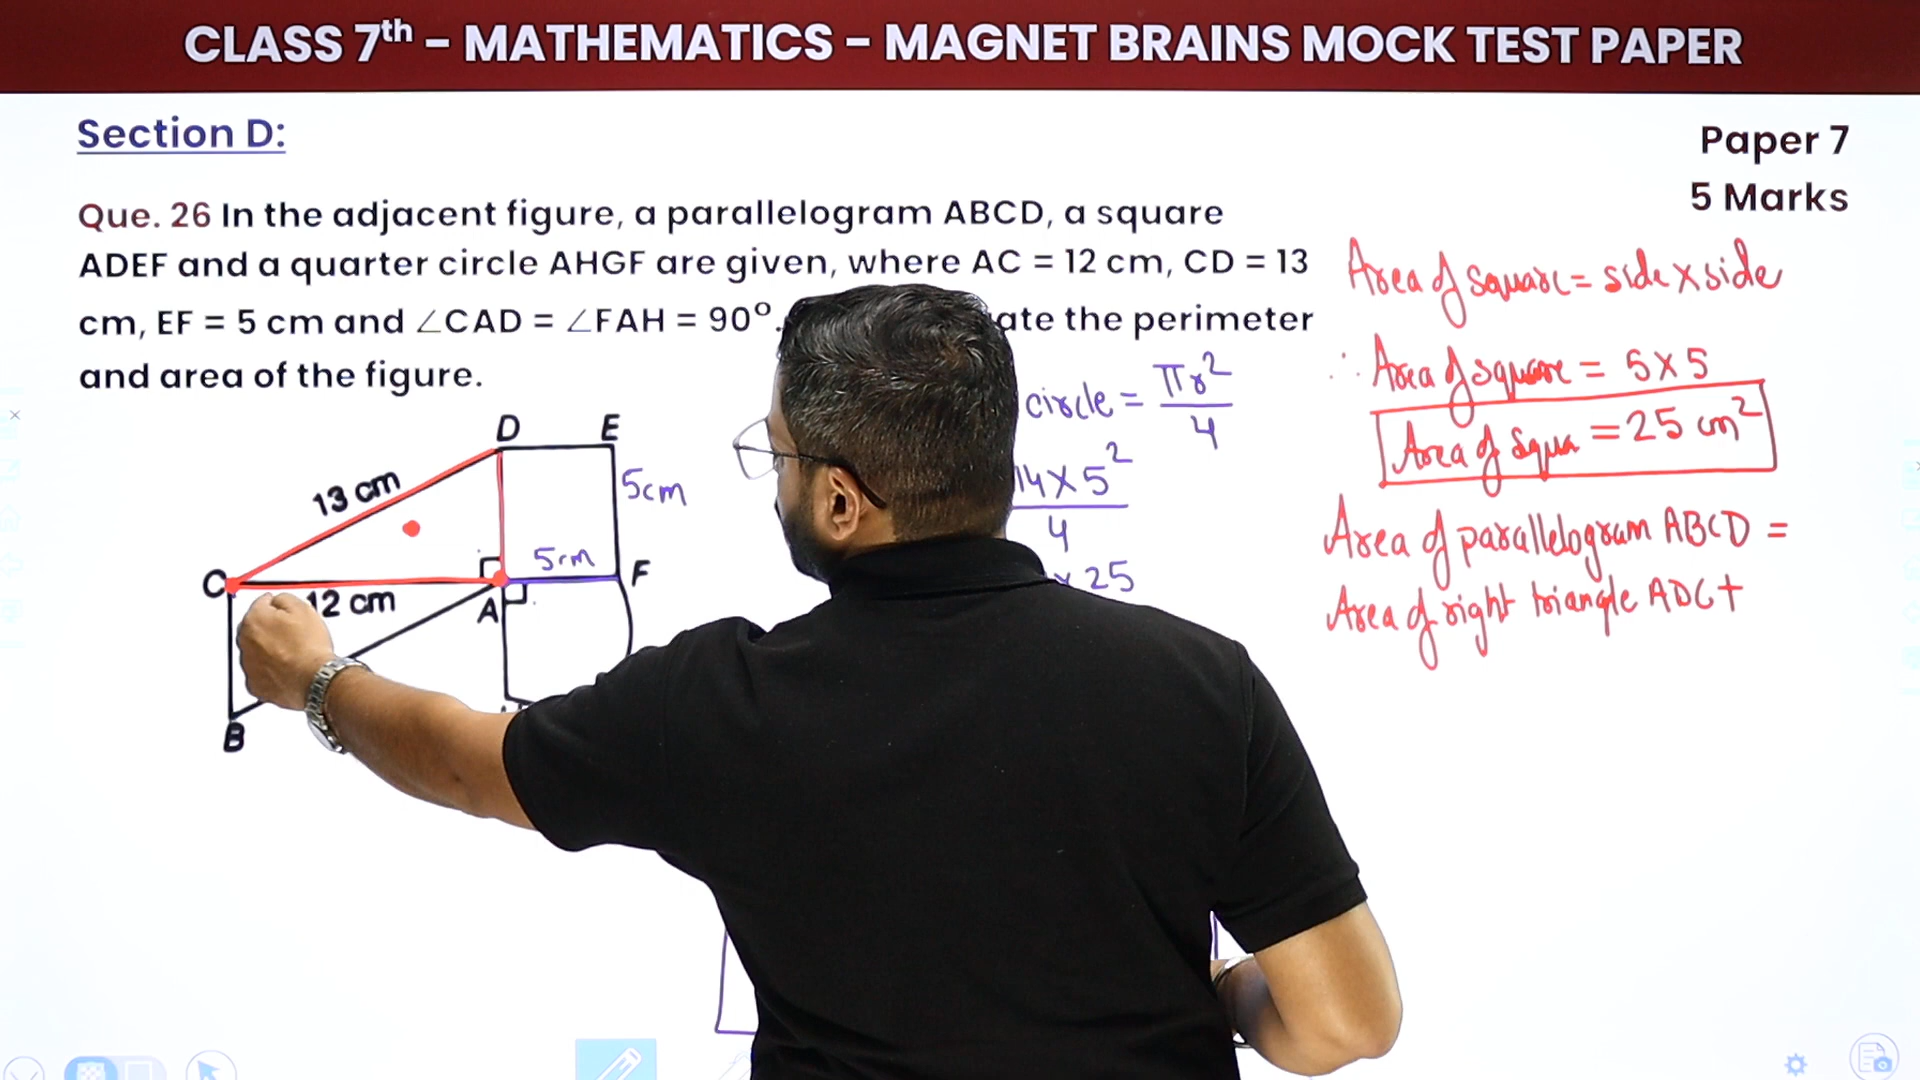 CLASS 7th - MATHEMATICS - MAGNET BRAINS MOCK TEST PAPER
Section D:
Paper 7
5 Marks
Que. 26 In the adjacent figure, a parallelogram ABCD, a square
ADEF and a quarter circle AHGF are given, where AC = 12 cm, CD = 13
cm, EF = 5 cm and ∠CAD = ∠FAH = 90°. ate the perimeter
and area of the figure.
D E
13 cm
5cm
5cm
C
12 cm
A
F
B
circle = πr²/4
14 × 5²
4
× 25
Area of square = side × side
∴ Area of square = 5 × 5
Area of Squa = 25 cm²
Area of parallelogram ABCD =
Area of right triangle ADC +